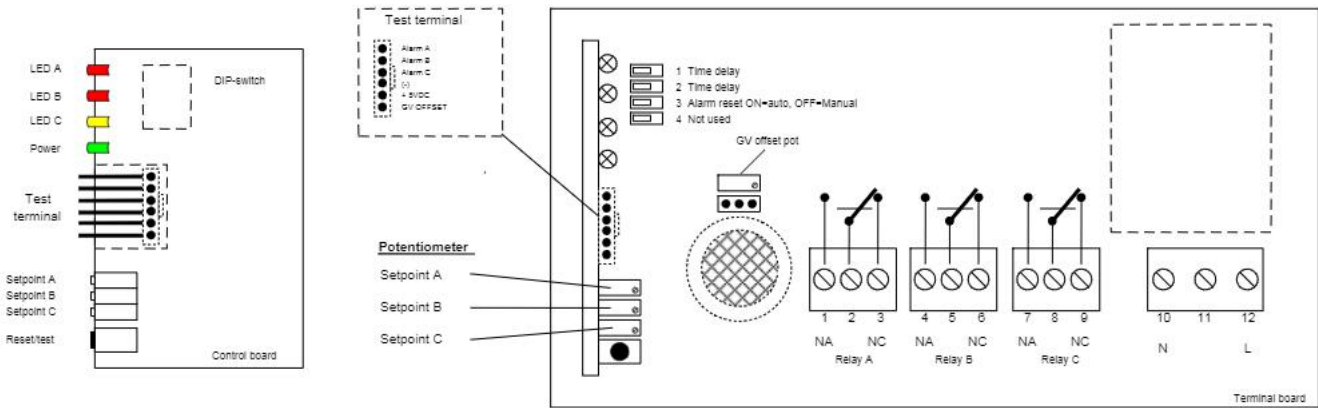 LED A
LED B
LED C
Power
Test
terminal
Setpoint A
Setpoint B
Setpoint C
Reset/test
DIP-switch
Control board
Test terminal
Alarm A
Alarm B
Alarm C
(-)
+ 5VDC
GV OFFSET
Potentiometer
Setpoint A
Setpoint B
Setpoint C
1 Time delay
2 Time delay
3 Alarm reset ON=auto, OFF=Manual
4 Not used
GV offset pot
1 2 3 4 5 6 7 8 9 10 11 12
NA NC NA NC NA NC N L
Relay A Relay B Relay C
Terminal board